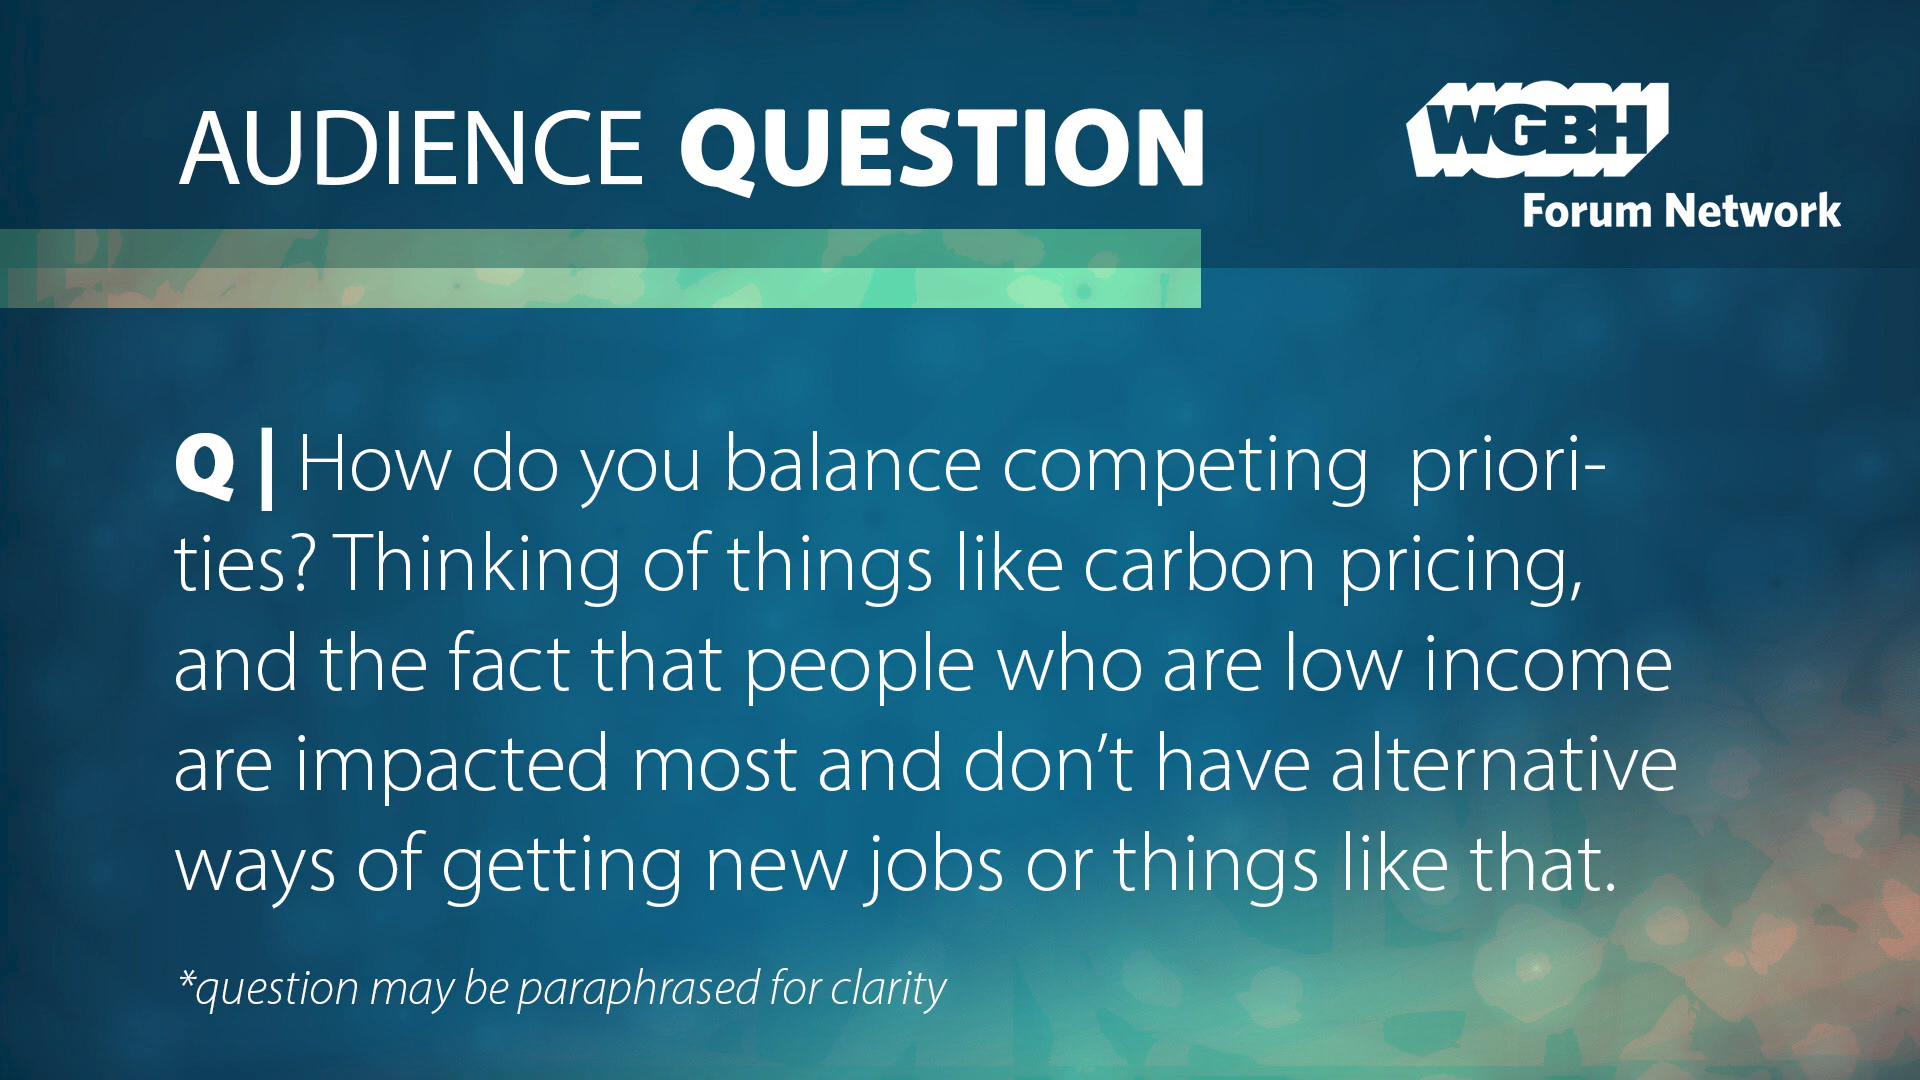 AUDIENCE QUESTION
WGBH
Forum Network
Q | How do you balance competing  priori-
ties? Thinking of things like carbon pricing,
and the fact that people who are low income
are impacted most and don’t have alternative
ways of getting new jobs or things like that.
*question may be paraphrased for clarity